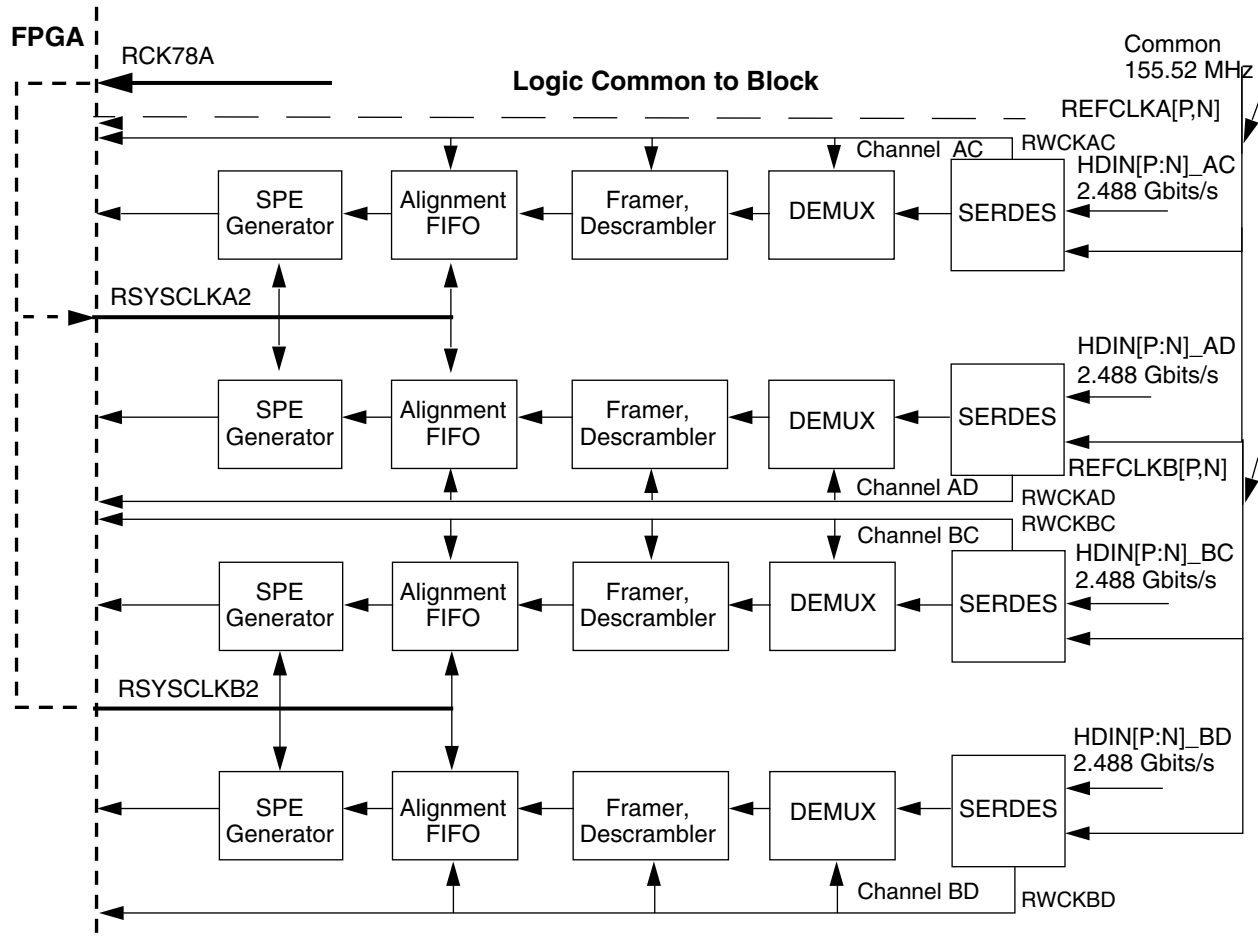 FPGA
RCK78A
Logic Common to Block
Common
155.52 MHz
REFCLKA[P,N]
Channel AC
RWCKAC
HDIN[P:N]_AC
2.488 Gbits/s
SPE
Generator
Alignment
FIFO
Framer,
Descrambler
DEMUX
SERDES
RSYSCLKA2
HDIN[P:N]_AD
2.488 Gbits/s
SPE
Generator
Alignment
FIFO
Framer,
Descrambler
DEMUX
SERDES
REFCLKB[P,N]
Channel AD
RWCKAD
RWCKBC
Channel BC
HDIN[P:N]_BC
2.488 Gbits/s
SPE
Generator
Alignment
FIFO
Framer,
Descrambler
DEMUX
SERDES
RSYSCLKB2
HDIN[P:N]_BD
2.488 Gbits/s
SPE
Generator
Alignment
FIFO
Framer,
Descrambler
DEMUX
SERDES
Channel BD
RWCKBD